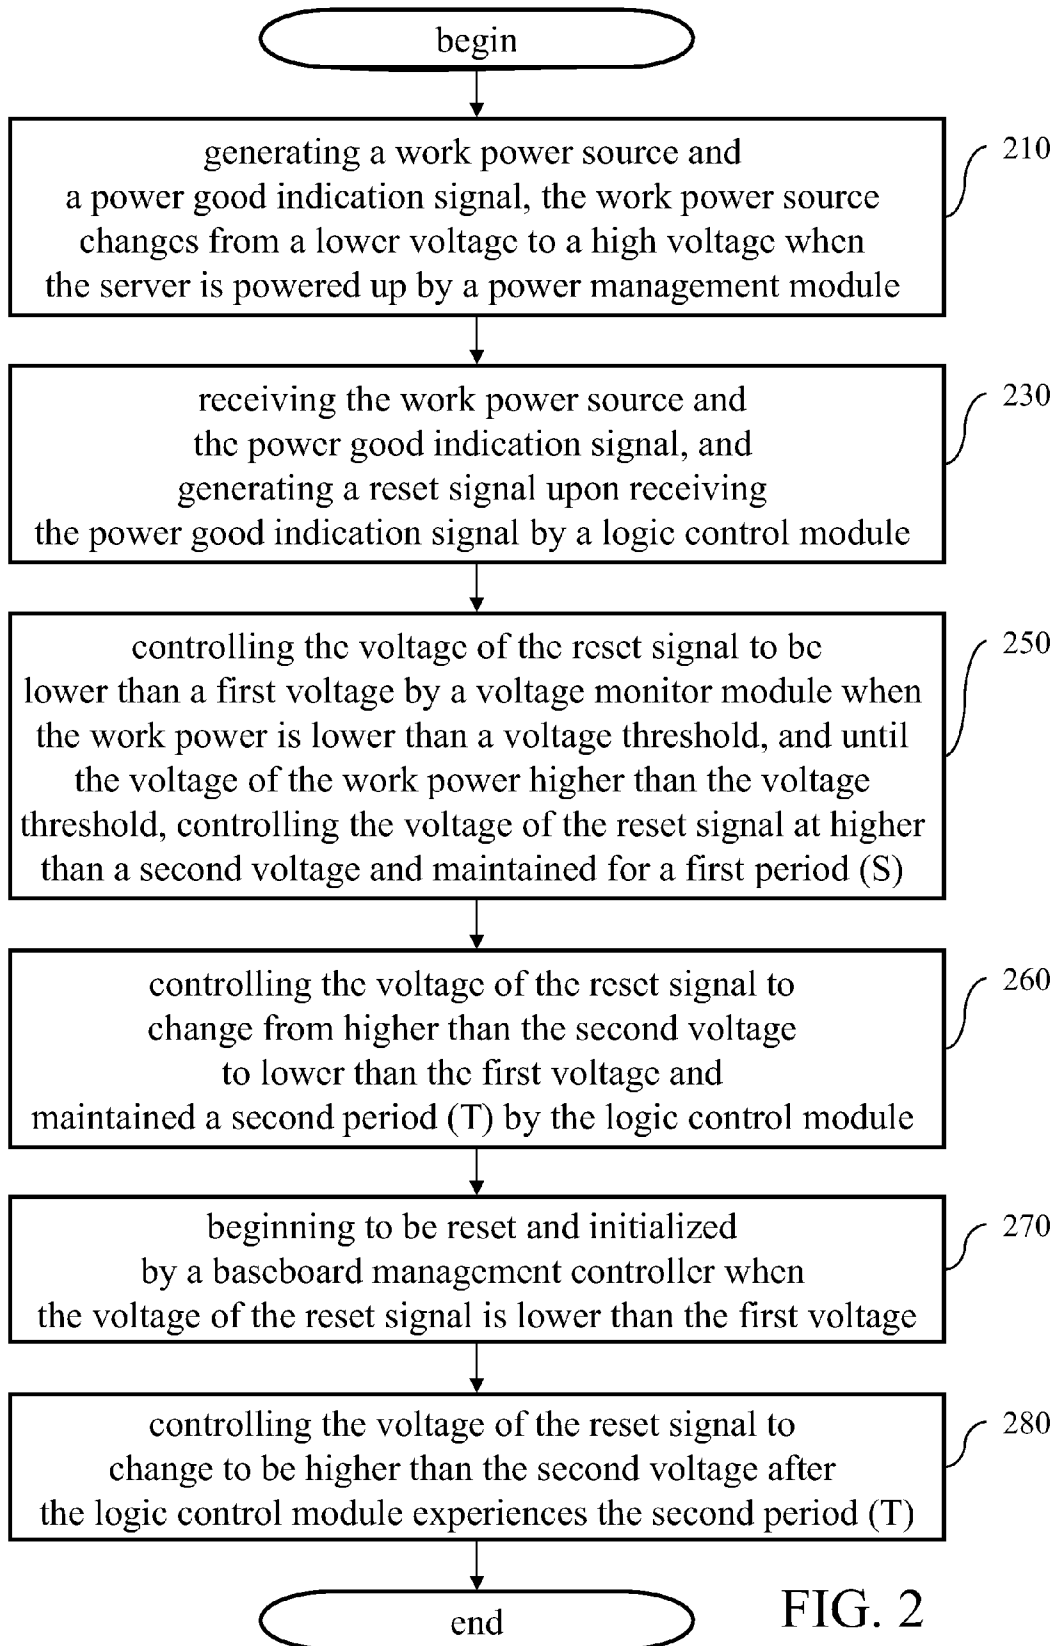 begin
generating a work power source and
a power good indication signal, the work power source
changes from a lower voltage to a high voltage when
the server is powered up by a power management module
210
receiving the work power source and
the power good indication signal, and
generating a reset signal upon receiving
the power good indication signal by a logic control module
230
controlling the voltage of the reset signal to be
lower than a first voltage by a voltage monitor module when
the work power is lower than a voltage threshold, and until
the voltage of the work power higher than the voltage
threshold, controlling the voltage of the reset signal at higher
than a second voltage and maintained for a first period (S)
250
controlling the voltage of the reset signal to
change from higher than the second voltage
to lower than the first voltage and
maintained a second period (T) by the logic control module
260
beginning to be reset and initialized
by a baseboard management controller when
the voltage of the reset signal is lower than the first voltage
270
controlling the voltage of the reset signal to
change to be higher than the second voltage after
the logic control module experiences the second period (T)
280
end
FIG. 2